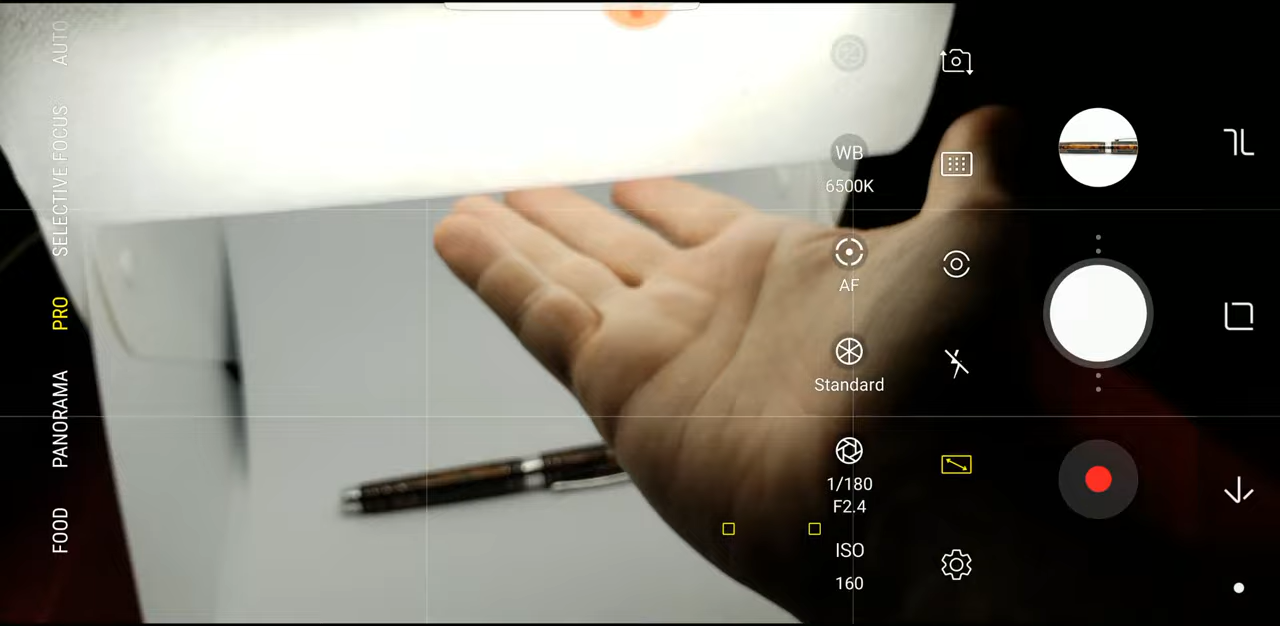 AUTO
SELECTIVE FOCUS
PRO
PANORAMA
FOOD
WB
6500K
AF
Standard
1/180
F2.4
ISO
160